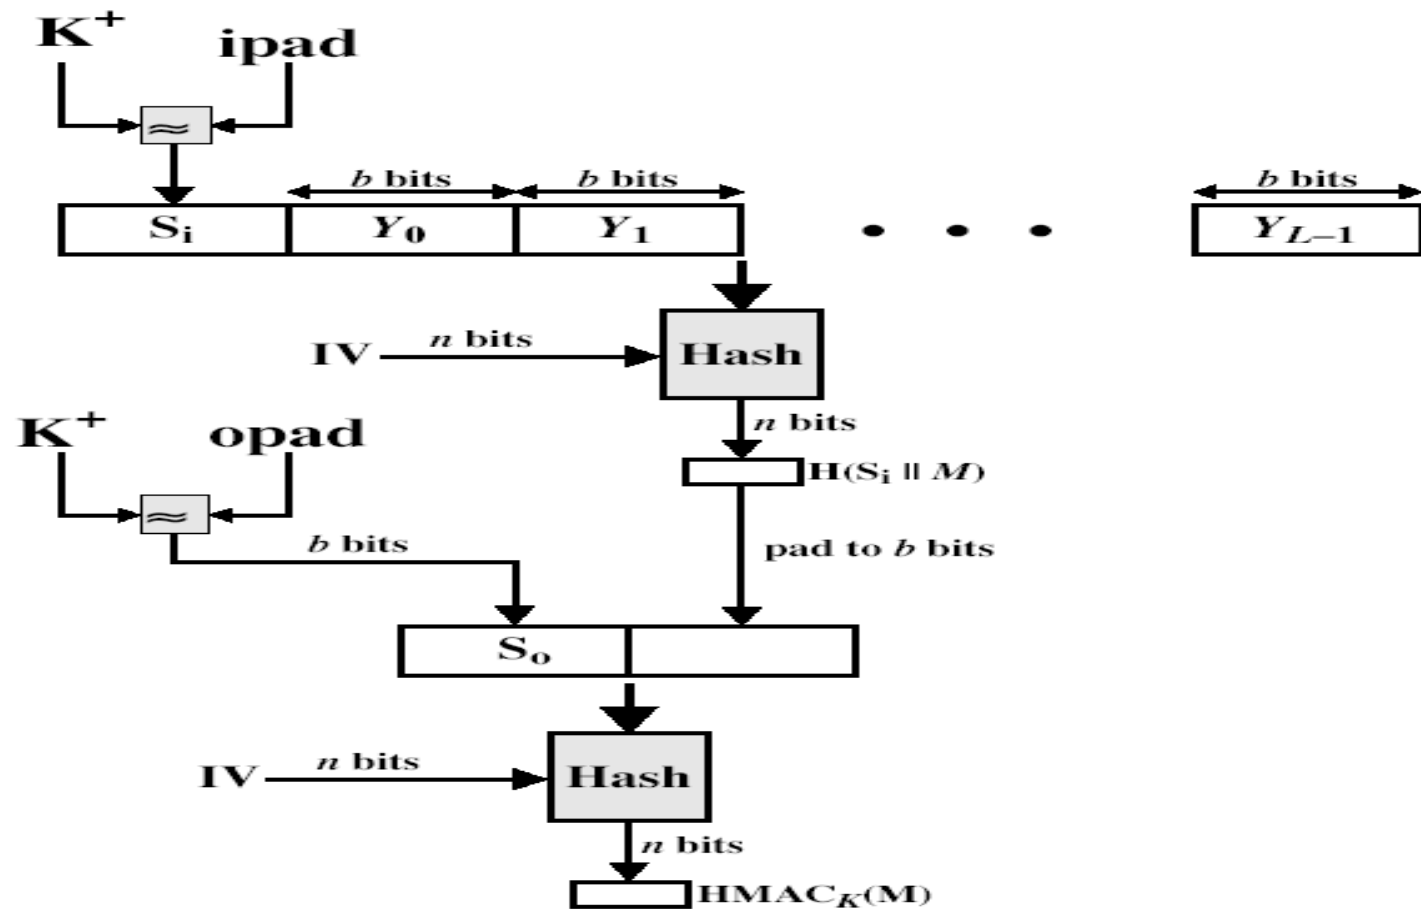 K+ ipad
≈
b bits b bits b bits
Si Y0 Y1 • • • YL−1
IV n bits Hash
n bits
H(Si || M)
K+ opad
≈
b bits
pad to b bits
So
IV n bits Hash
n bits
HMACK(M)